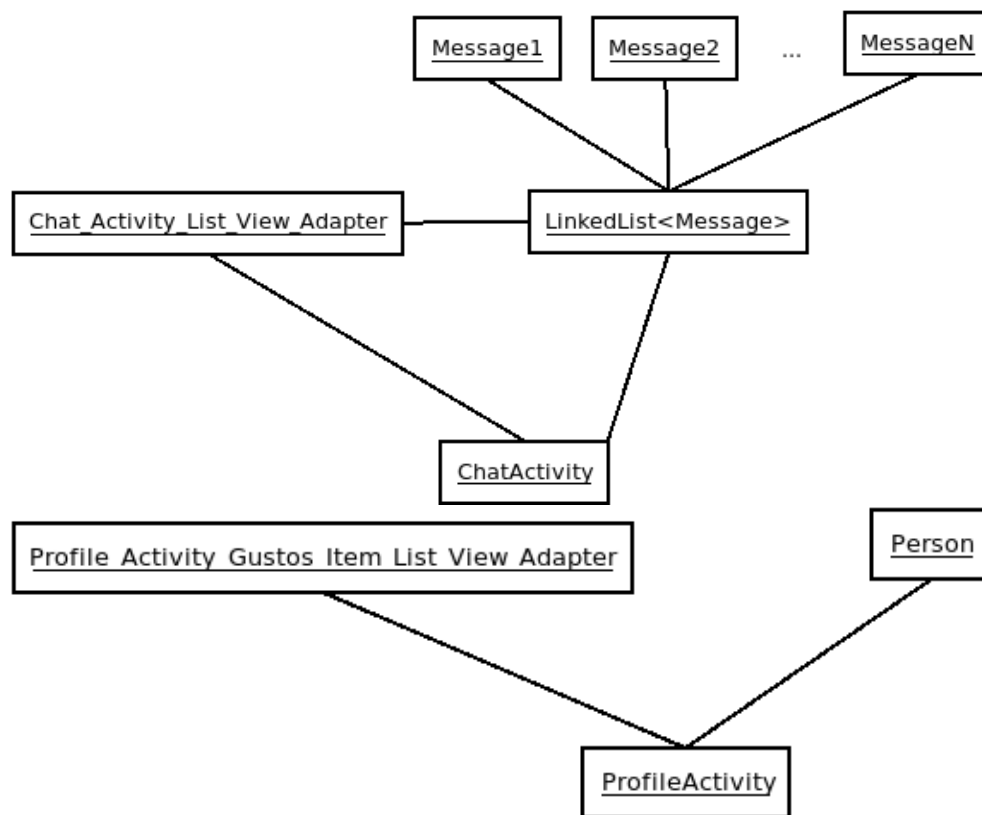 Message1
Message2
...
MessageN
Chat_Activity_List_View_Adapter
LinkedList<Message>
ChatActivity
Profile_Activity_Gustos_Item_List_View_Adapter
Person
ProfileActivity